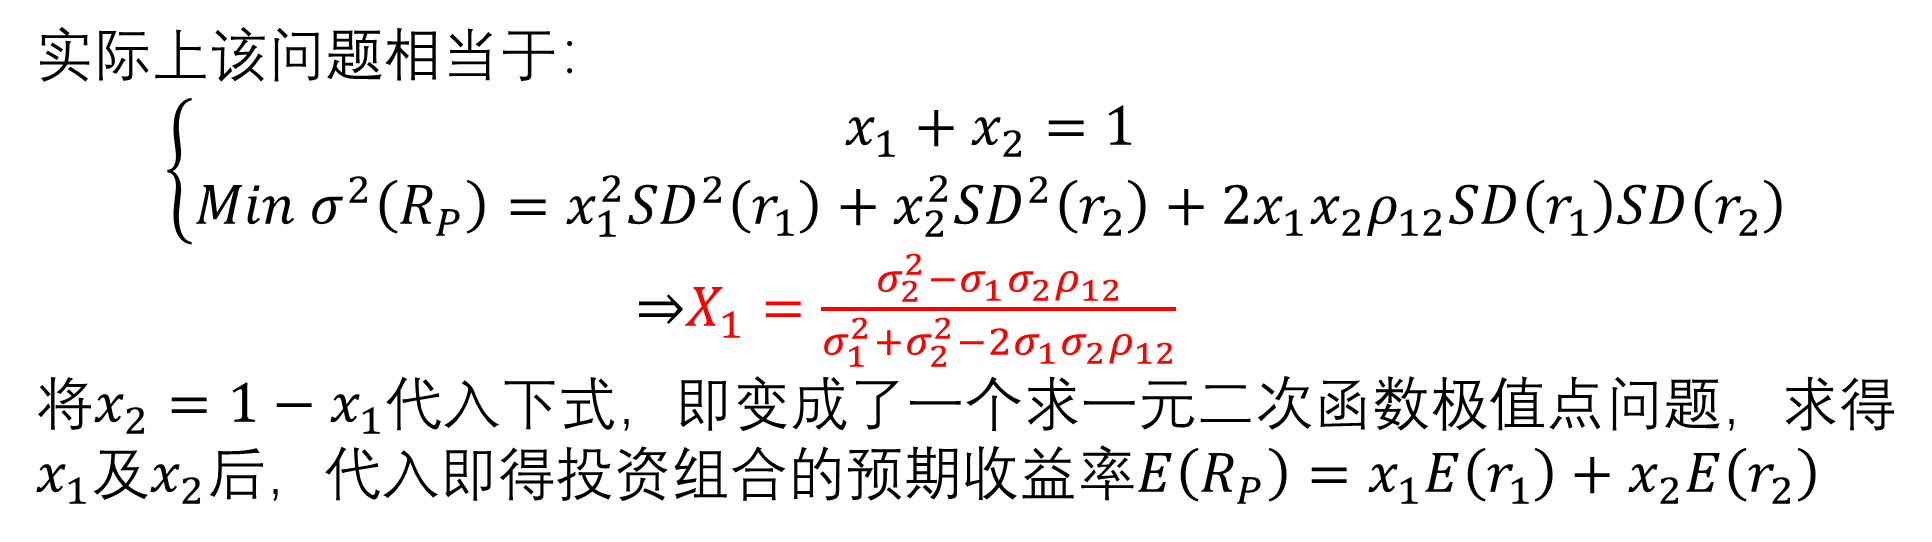 实际上该问题相当于：
x₁ + x₂ = 1
Min σ²(R_P) = x₁²SD²(r₁) + x₂²SD²(r₂) + 2x₁x₂ρ₁₂SD(r₁)SD(r₂)
⇒X₁ = (σ₂²−σ₁σ₂ρ₁₂)/(σ₁²+σ₂²−2σ₁σ₂ρ₁₂)
将x₂ = 1 − x₁代入下式，即变成了一个求一元二次函数极值点问题，求得
x₁及x₂后，代入即得投资组合的预期收益率E(R_P) = x₁E(r₁) + x₂E(r₂)